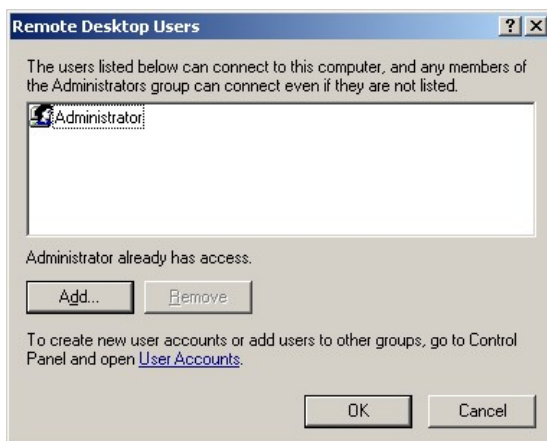 Remote Desktop Users
The users listed below can connect to this computer, and any members of
the Administrators group can connect even if they are not listed.
Administrator
Administrator already has access.
Add... Remove
To create new user accounts or add users to other groups, go to Control
Panel and open User Accounts.
OK Cancel